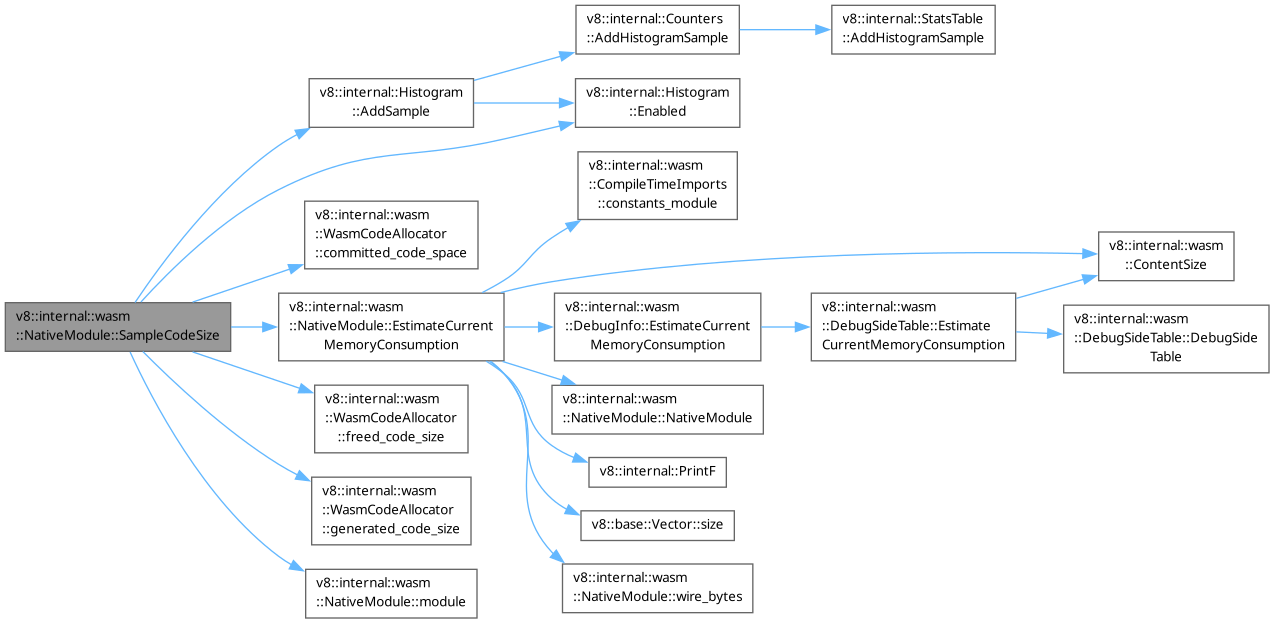 v8::internal::wasm
::NativeModule::SampleCodeSize
v8::internal::Histogram
::AddSample
v8::internal::Counters
::AddHistogramSample
v8::internal::StatsTable
::AddHistogramSample
v8::internal::Histogram
::Enabled
v8::internal::wasm
::WasmCodeAllocator
::committed_code_space
v8::internal::wasm
::NativeModule::EstimateCurrent
MemoryConsumption
v8::internal::wasm
::CompileTimeImports
::constants_module
v8::internal::wasm
::ContentSize
v8::internal::wasm
::DebugInfo::EstimateCurrent
MemoryConsumption
v8::internal::wasm
::DebugSideTable::Estimate
CurrentMemoryConsumption
v8::internal::wasm
::DebugSideTable::DebugSide
Table
v8::internal::wasm
::NativeModule::NativeModule
v8::internal::PrintF
v8::base::Vector::size
v8::internal::wasm
::NativeModule::wire_bytes
v8::internal::wasm
::WasmCodeAllocator
::freed_code_size
v8::internal::wasm
::WasmCodeAllocator
::generated_code_size
v8::internal::wasm
::NativeModule::module